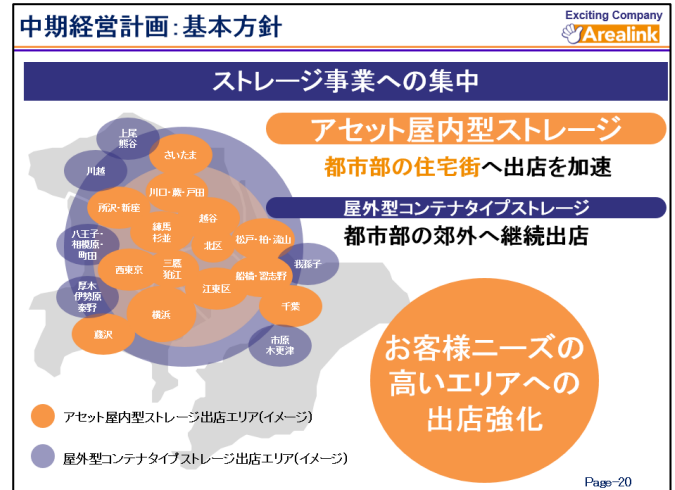 中期経営計画:基本方針
Exciting Company
Arealink
ストレージ事業への集中
アセット屋内型ストレージ
都市部の住宅街へ出店を加速
屋外型コンテナタイプストレージ
都市部の郊外へ継続出店
上尾
熊谷
さいたま
川越
川口・蕨・戸田
所沢・新座
越谷
練馬
杉並
八王子・
相模原・
町田
北区
松戸・柏・流山
我孫子
西東京
三鷹
狛江
船橋・習志野
江東区
厚木
伊勢原
秦野
横浜
千葉
藤沢
市原
木更津
お客様ニーズの
高いエリアへの
出店強化
アセット屋内型ストレージ出店エリア(イメージ)
屋外型コンテナタイプストレージ出店エリア(イメージ)
Page-20